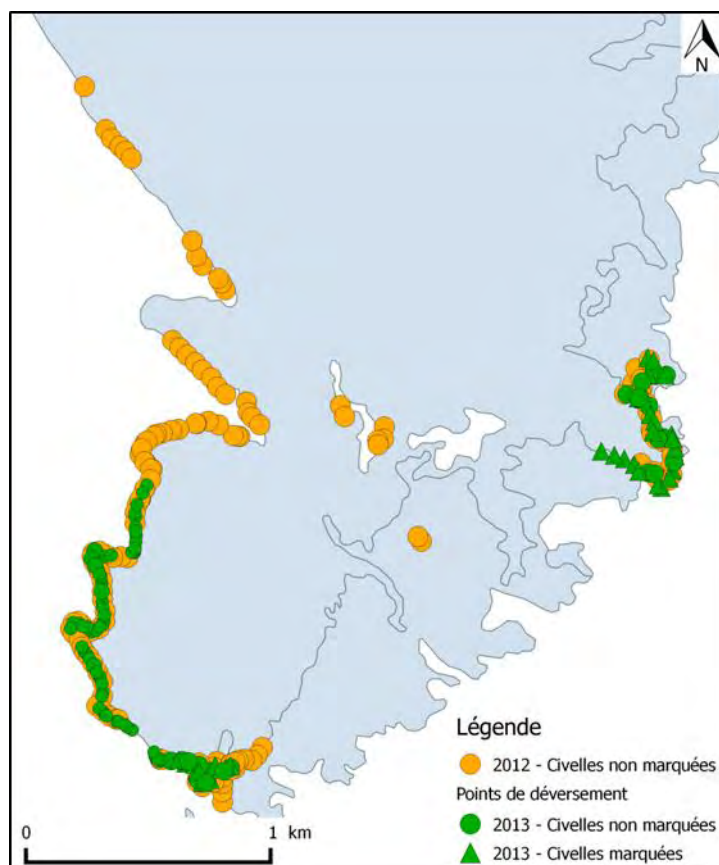 N
Légende
2012 - Civelles non marquées
Points de déversement
2013 - Civelles non marquées
2013 - Civelles marquées
0 1 km